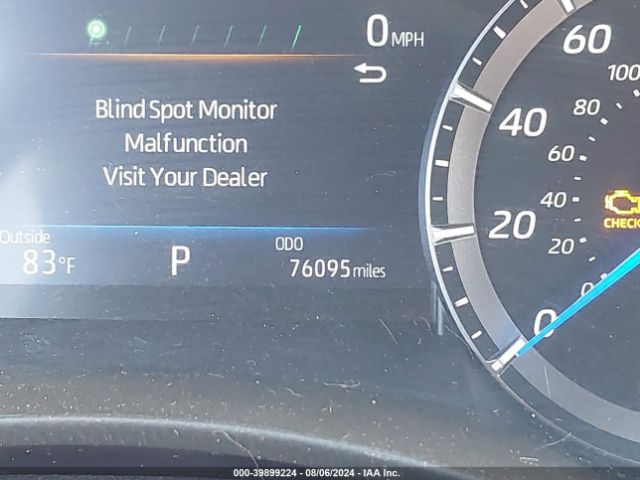 0 MPH
Blind Spot Monitor
Malfunction
Visit Your Dealer
Outside
83°F
P
ODO
76095 miles
60
100
80
40
60
40
20
20
0
0
CHECK
000-39899224 - 08/06/2024 - IAA Inc.